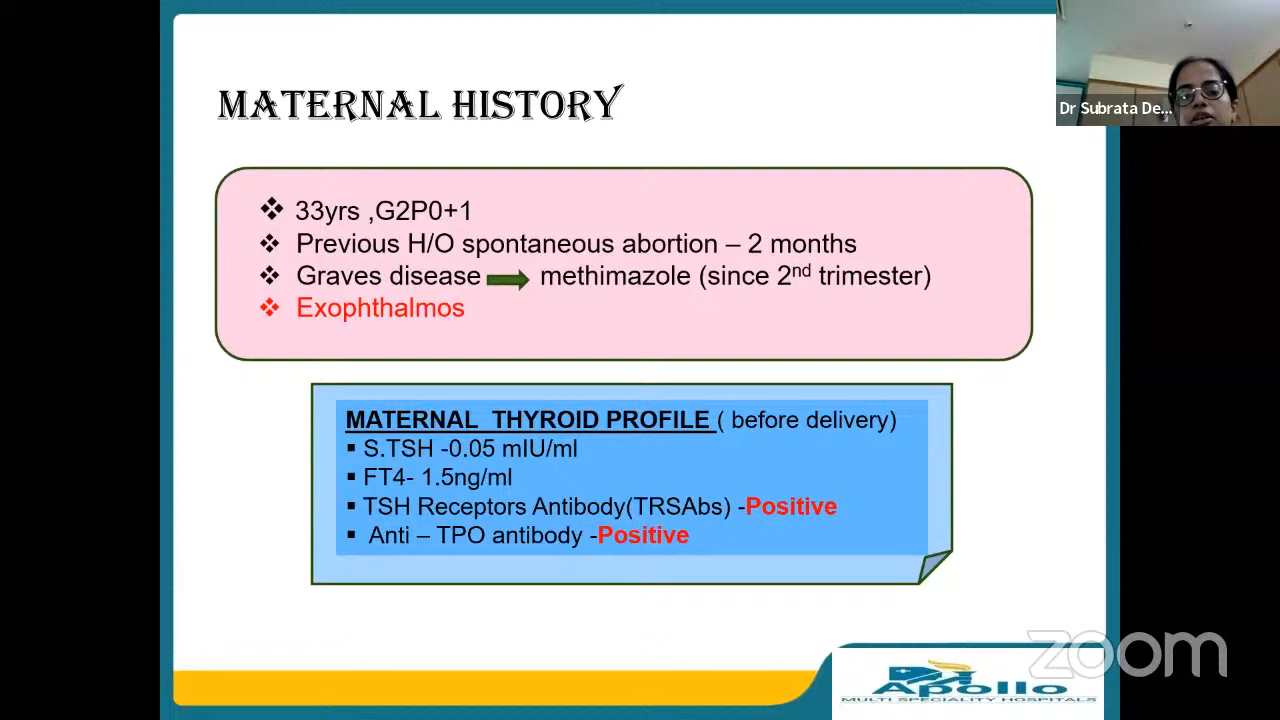 MATERNAL HISTORY
Dr Subrata De...
33yrs ,G2P0+1
Previous H/O spontaneous abortion – 2 months
Graves disease methimazole (since 2nd trimester)
Exophthalmos
MATERNAL THYROID PROFILE ( before delivery)
S.TSH -0.05 mIU/ml
FT4- 1.5ng/ml
TSH Receptors Antibody(TRSAbs) -Positive
Anti – TPO antibody -Positive
zoom
Apollo
MULTI SPECIALITY HOSPITALS